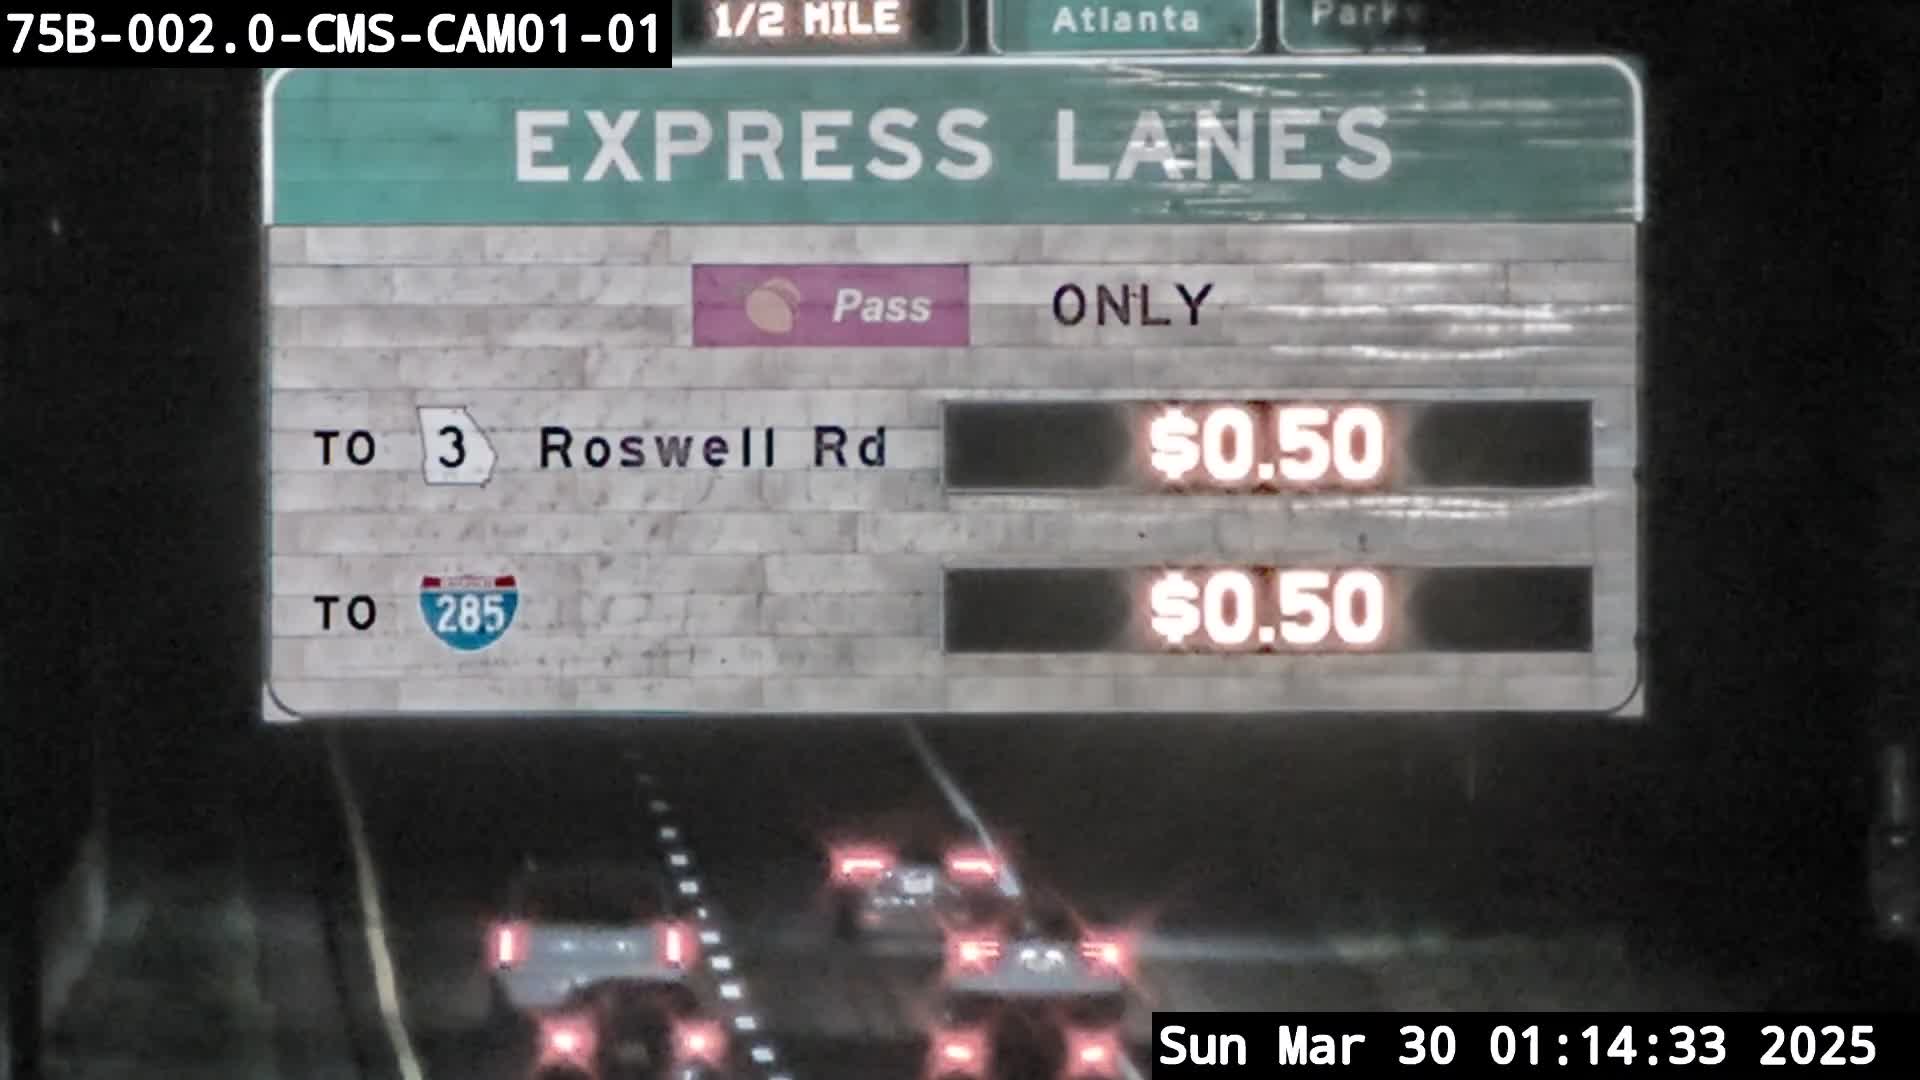 75B-002.0-CMS-CAM01-01
1/2 MILE
Atlanta
EXPRESS LANES
Pass ONLY
TO 3 Roswell Rd $0.50
TO 285 $0.50
Sun Mar 30 01:14:33 2025